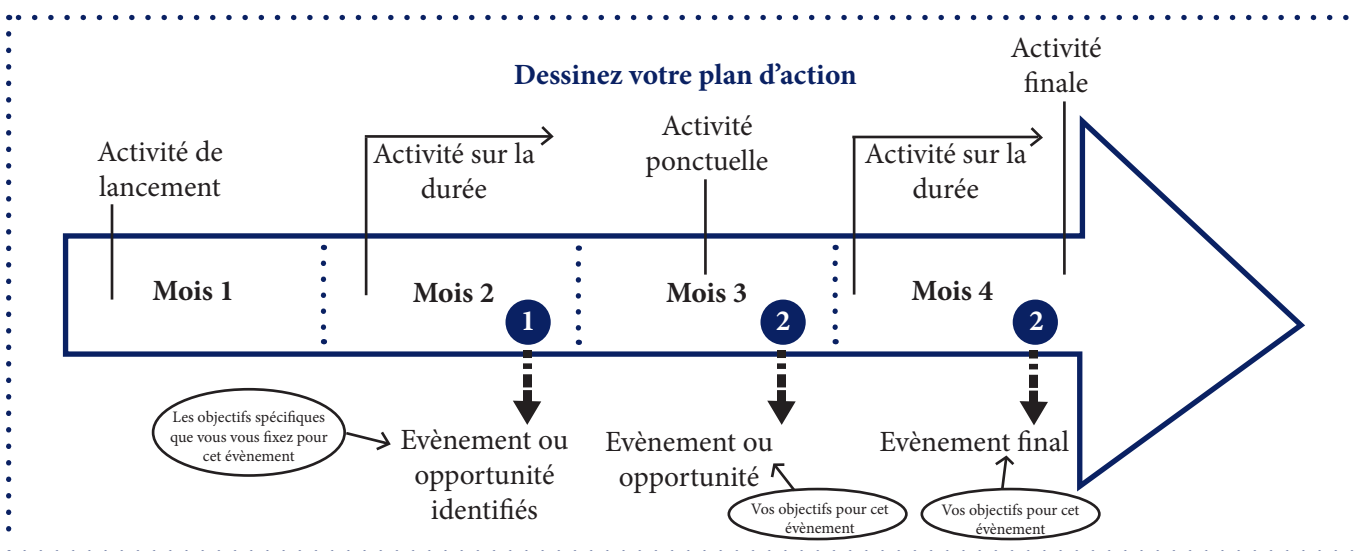 Dessinez votre plan d’action
Activité de
lancement
Activité sur la
durée
Activité
ponctuelle
Activité sur la
durée
Activité
finale
Mois 1
Mois 2
Mois 3
Mois 4
1
2
2
Les objectifs spécifiques
que vous vous fixez pour
cet évènement
Evènement ou
opportunité
identifiés
Evènement ou
opportunité
Vos objectifs pour cet
évènement
Evènement final
Vos objectifs pour cet
évènement